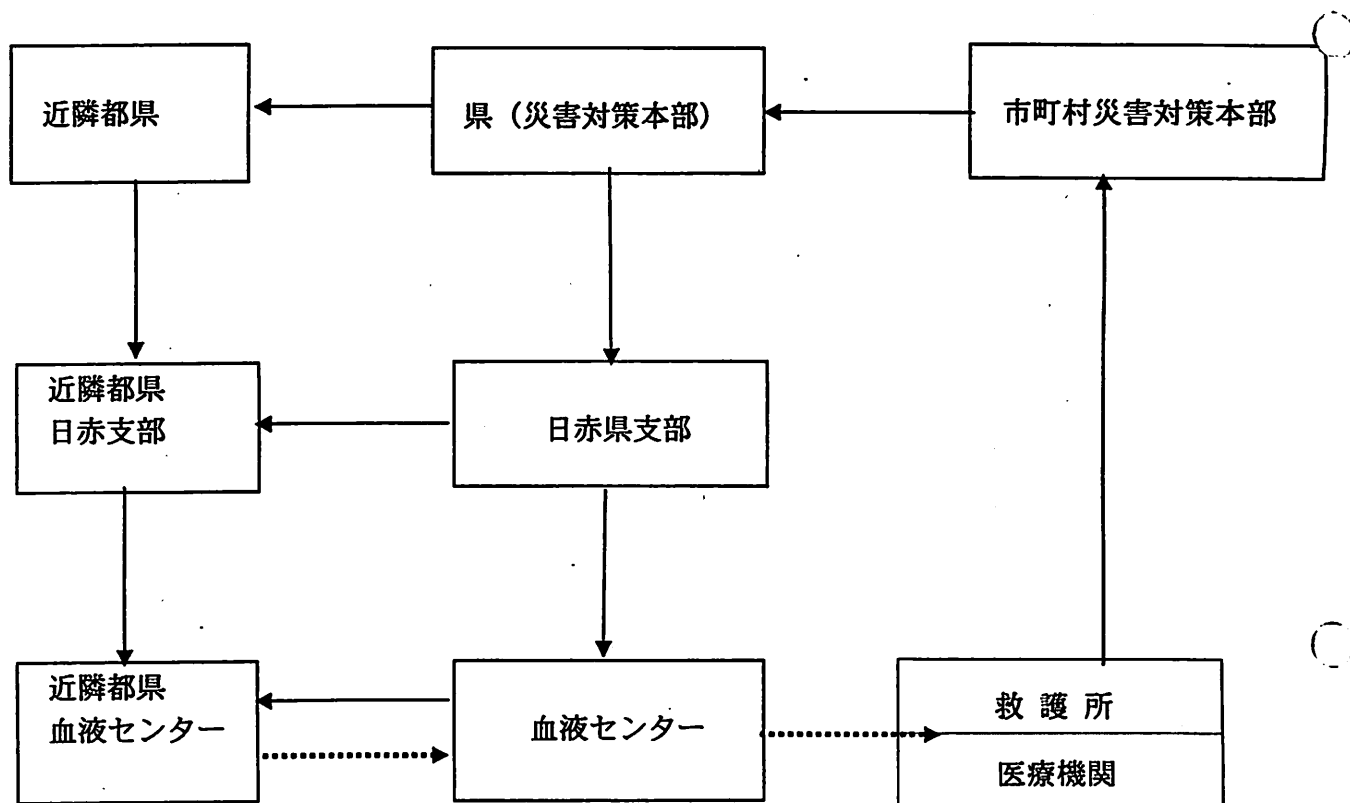 近隣都県
県（災害対策本部）
市町村災害対策本部
近隣都県
日赤支部
日赤県支部
近隣都県
血液センター
血液センター
救護所
医療機関